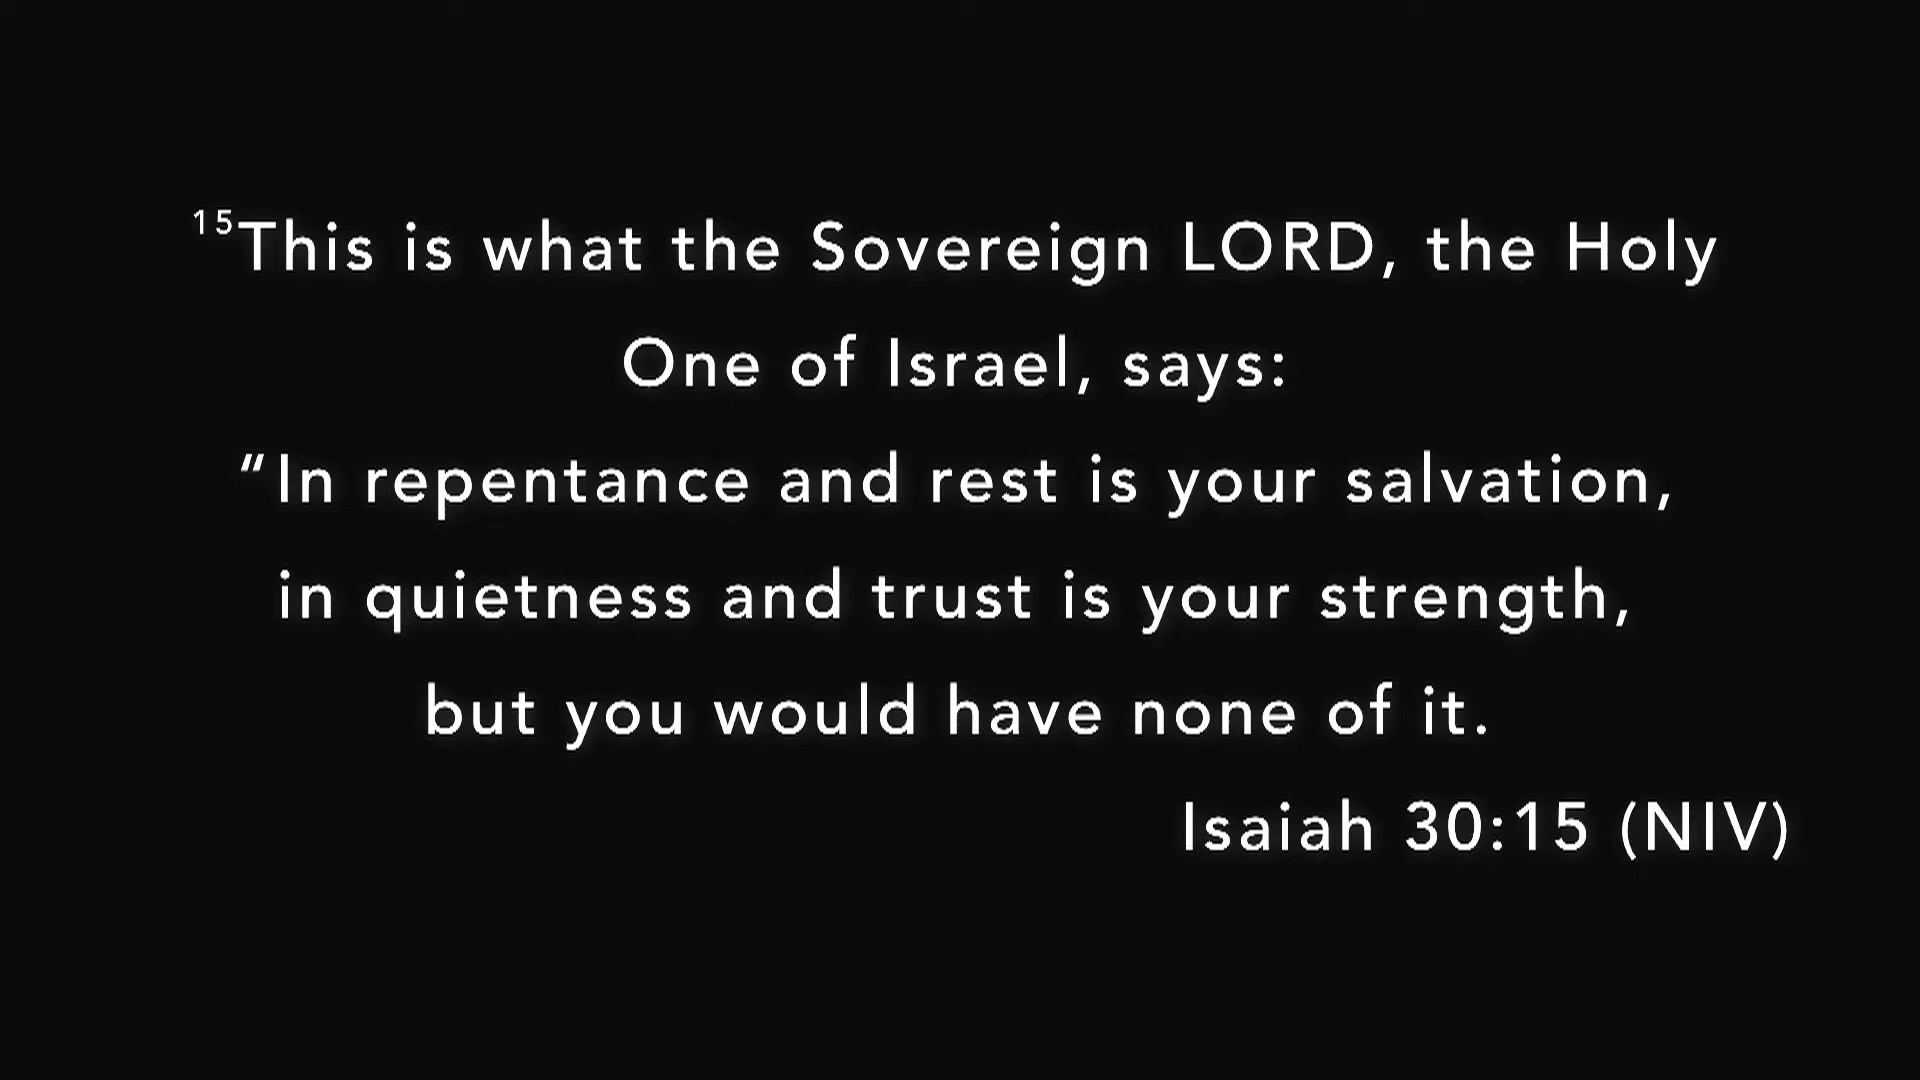 15This is what the Sovereign LORD, the Holy
One of Israel, says:
“In repentance and rest is your salvation,
in quietness and trust is your strength,
but you would have none of it.
Isaiah 30:15 (NIV)